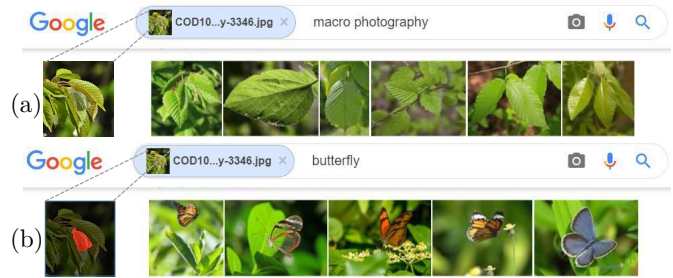 Google COD10...y-3346.jpg × macro photography
(a)
Google COD10...y-3346.jpg × butterfly
(b)